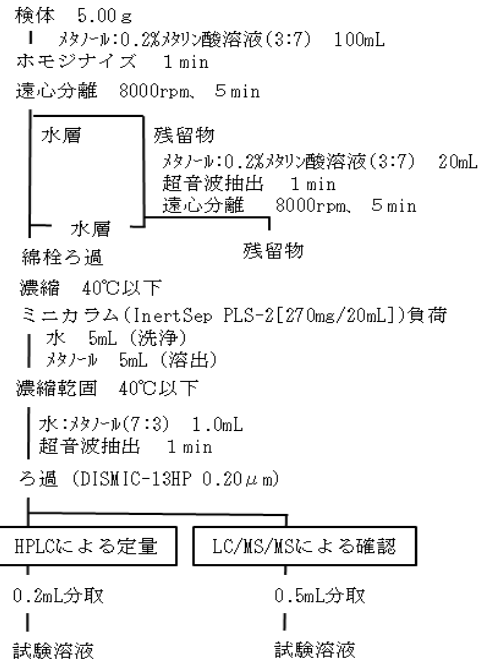 検体　5.00ｇ
ﾒﾀﾉｰﾙ:0.2%ﾒﾀﾘﾝ酸溶液(3:7)　100mL
ホモジナイズ　１min
遠心分離　8000rpm、５min
水層　残留物
ﾒﾀﾉｰﾙ:0.2%ﾒﾀﾘﾝ酸溶液(3:7)　20mL
超音波抽出　１min
遠心分離　8000rpm、５min
水層
残留物
綿栓ろ過
濃縮　40℃以下
ミニカラム(InertSep PLS-2[270mg/20mL])負荷
水　5mL（洗浄）
ﾒﾀﾉｰﾙ　5mL（溶出）
濃縮乾固　40℃以下
水:ﾒﾀﾉｰﾙ(7:3)　1.0mL
超音波抽出　１min
ろ過（DISMIC-13HP 0.20μm)
HPLCによる定量　LC/MS/MSによる確認
0.2mL分取　0.5mL分取
試験溶液　試験溶液